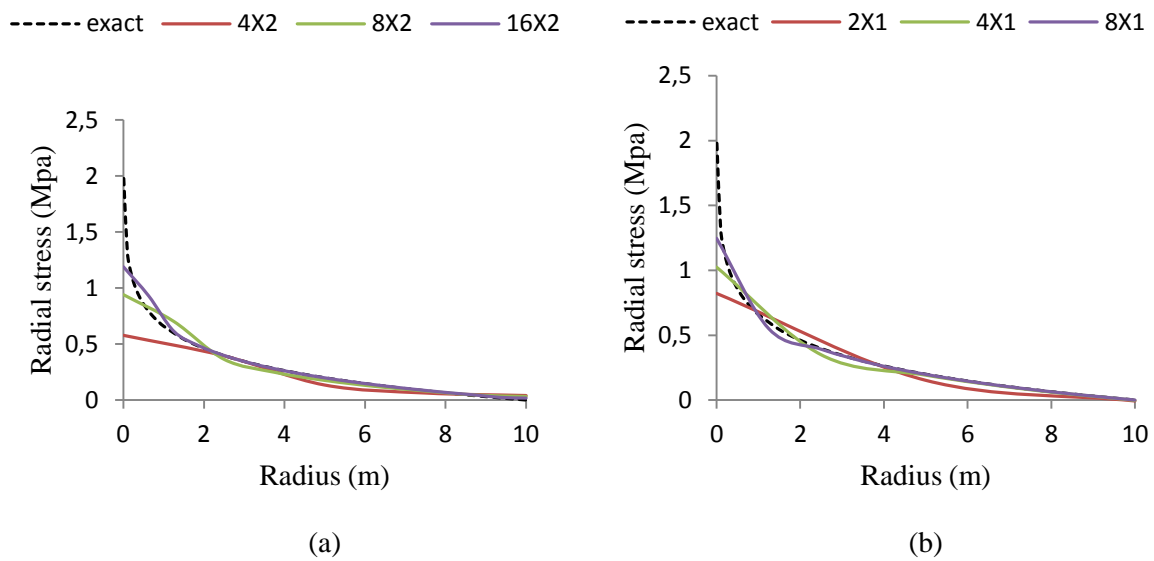 exact 4X2 8X2 16X2
2,5
2
1,5
1
0,5
0
Radial stress (Mpa)
0 2 4 6 8 10
Radius (m)
(a)
exact 2X1 4X1 8X1
2,5
2
1,5
1
0,5
0
Radial stress (Mpa)
0 2 4 6 8 10
Radius (m)
(b)